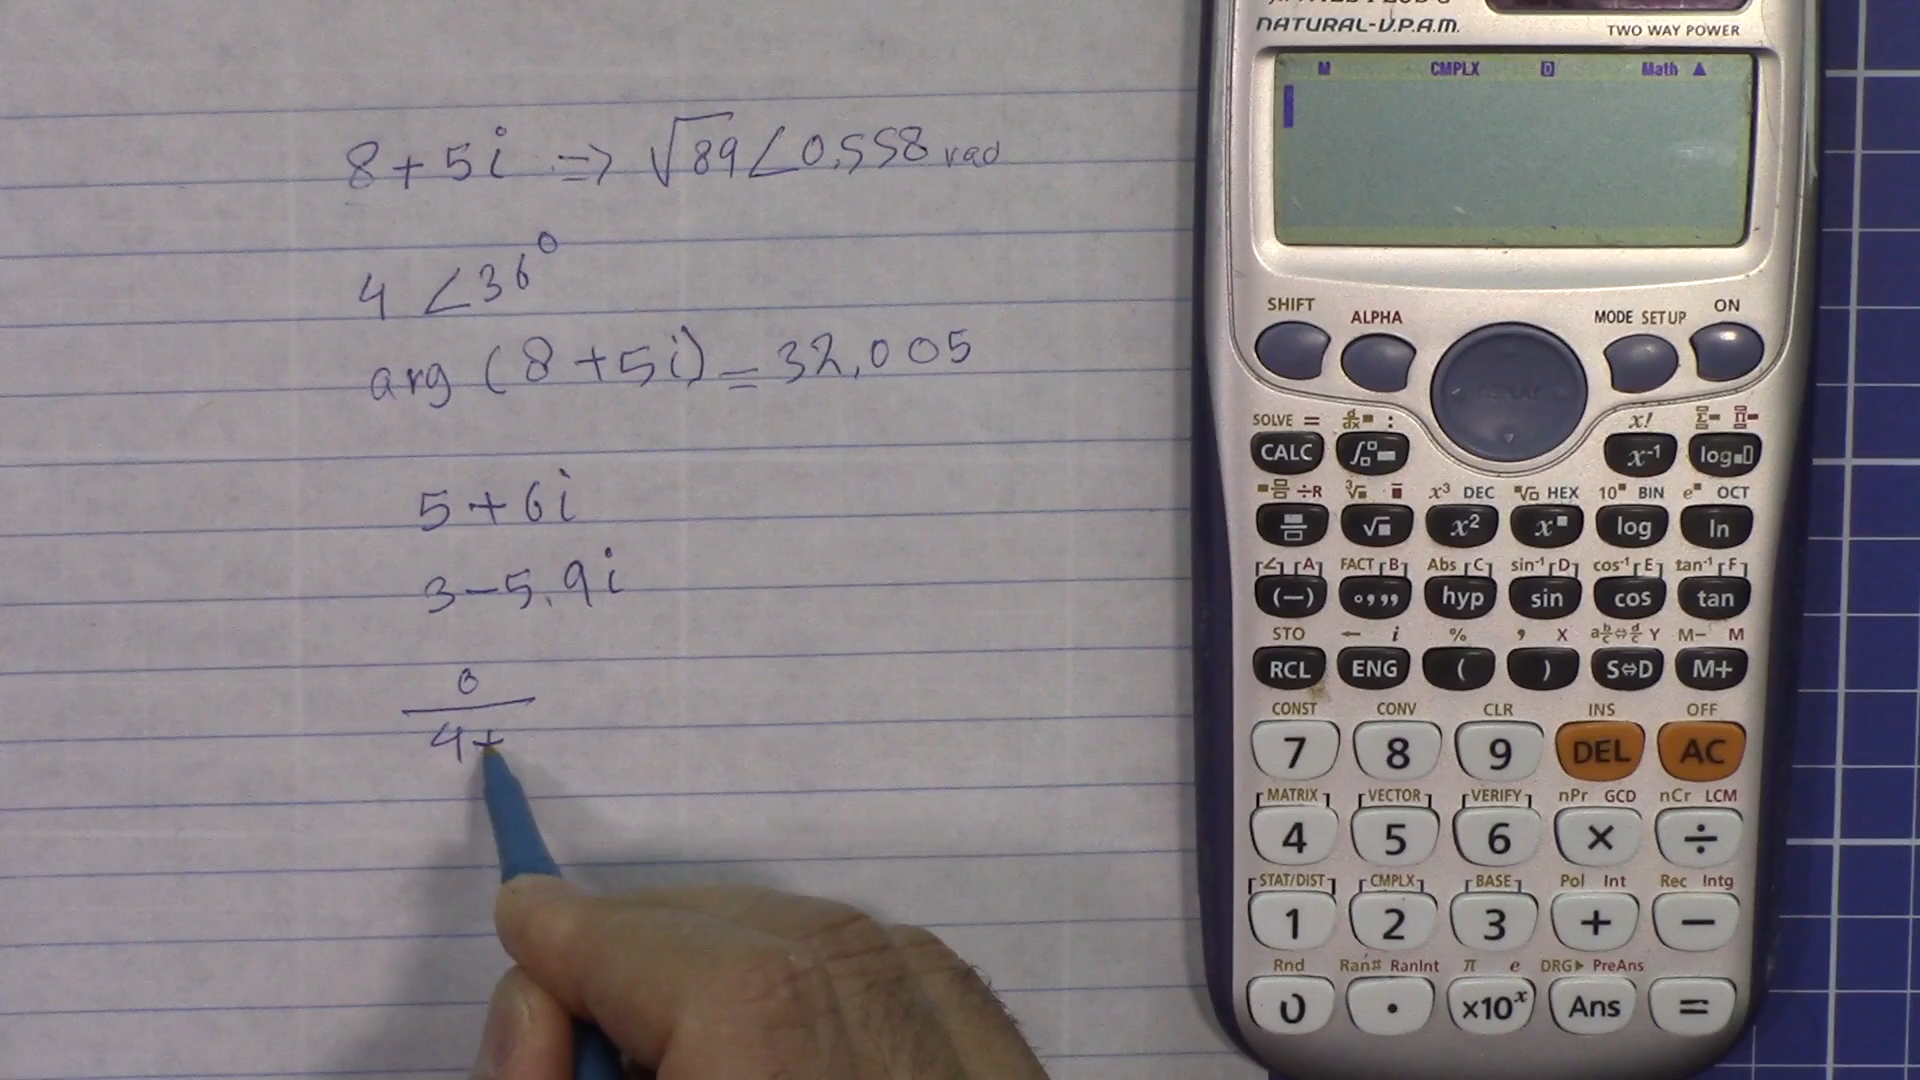 8+5i => √89∠0.558 rad
4 ∠36°
arg (8+5i) = 32.005
5+6i
3-5.9i
4+
NATURAL-V.P.A.M.
TWO WAY POWER
M CMPLX D Math ▲
SHIFT ALPHA MODE SETUP ON
DISPLAY
SOLVE = d/dx : x! Σ Π
CALC ∫ x⁻¹ log
÷R ³√ x³ DEC ˣ√ HEX 10 BIN e OCT
√ x² x log ln
∠ A FACT B Abs C sin⁻¹ D cos⁻¹ E tan⁻¹ F
(−) °,,, hyp sin cos tan
STO ← i % , X a b/c⇔d/c Y M− M
RCL ENG ( ) S⇔D M+
CONST CONV CLR INS OFF
7 8 9 DEL AC
MATRIX VECTOR VERIFY nPr GCD nCr LCM
4 5 6 × ÷
STAT/DIST CMPLX BASE Pol Int Rec Intg
1 2 3 + −
Rnd Ran# RanInt π e DRG▶ PreAns
0 . ×10ˣ Ans =